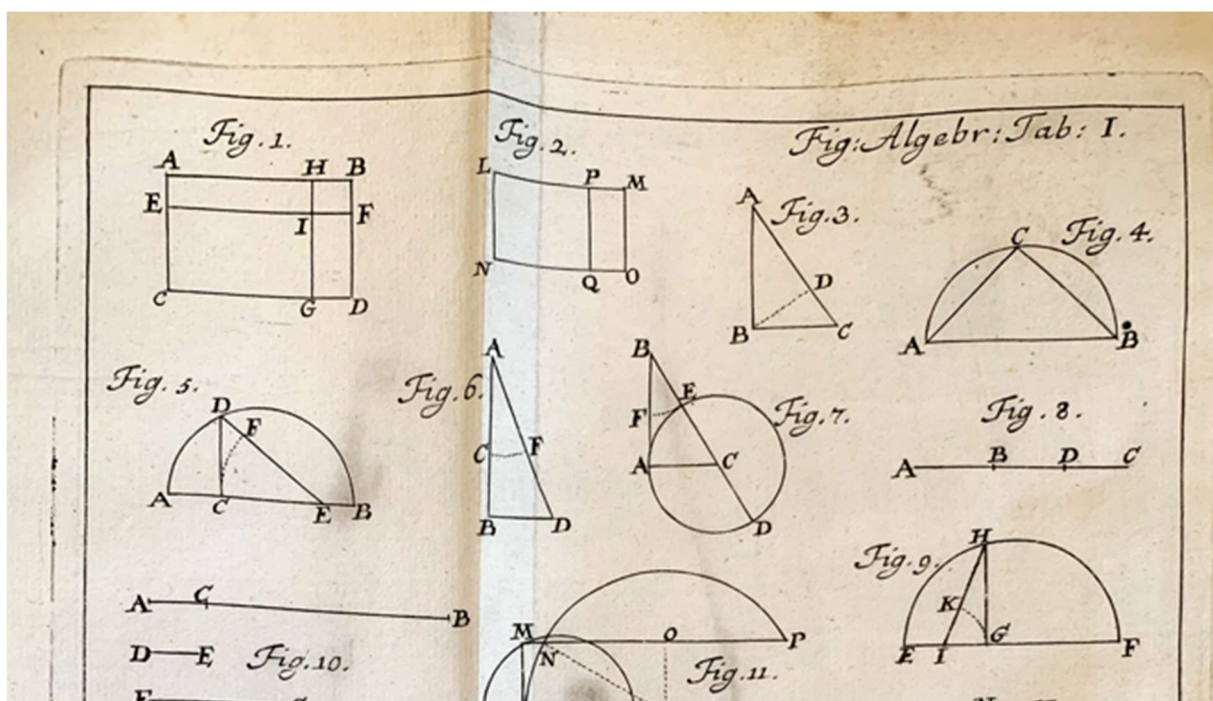 Fig. 1.
Fig. 2.
Fig: Algebr: Tab: I.
A H B
E I F
C G D
L P M
N Q O
A
Fig. 3.
D
B C
C
Fig. 4.
A B
Fig. 5.
D
F
A C E B
Fig. 6.
A
C F
B D
B
E
F
Fig. 7.
A C
D
Fig. 8.
A B D C
Fig. 9.
H
K
E I G F
A C B
D E
Fig. 10.
M O P
N
Fig. 11.